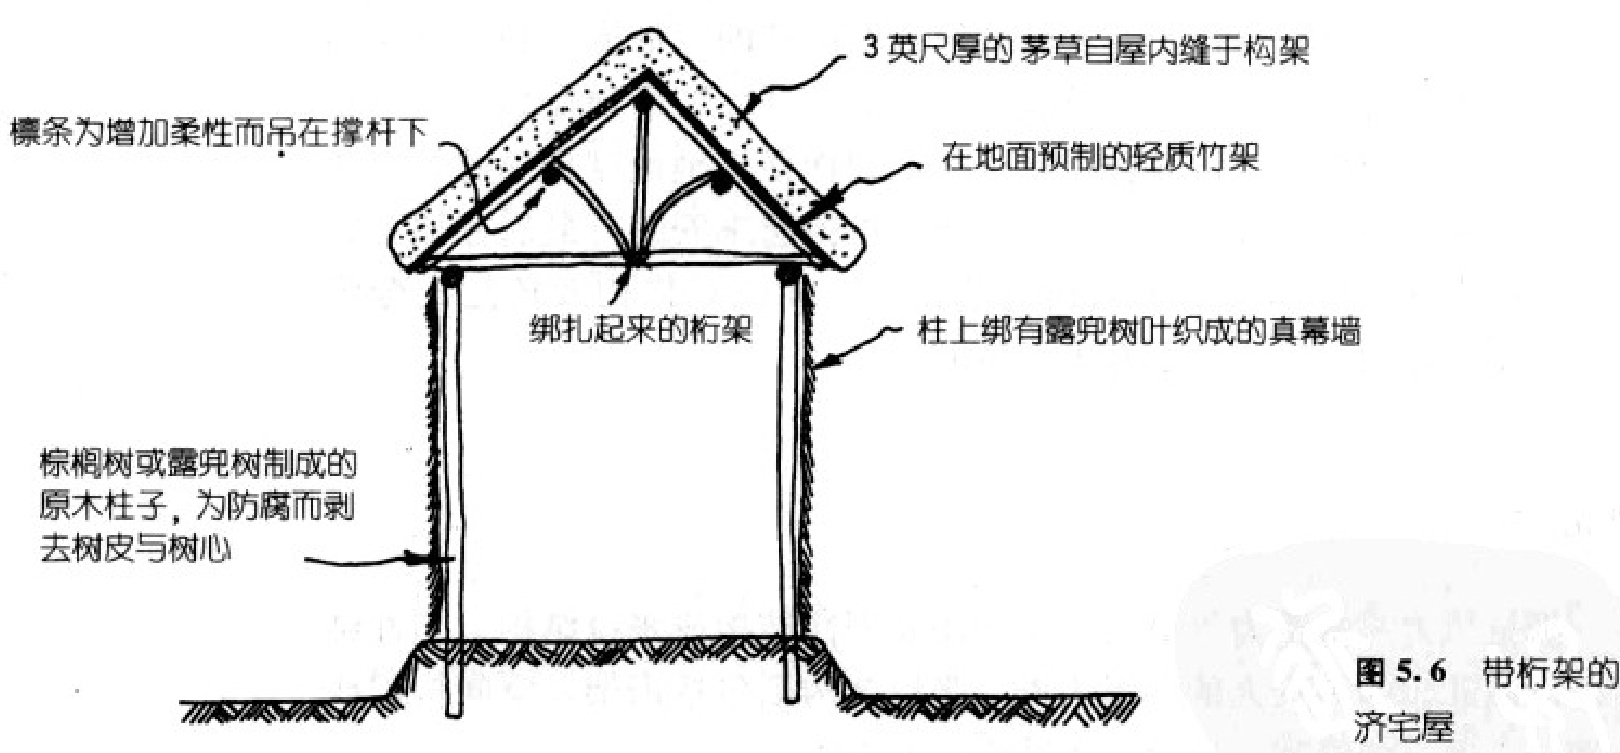 3英尺厚的茅草自屋内缝于构架
檩条为增加柔性而吊在撑杆下
在地面预制的轻质竹架
绑扎起来的桁架
柱上绑有露兜树叶织成的真幕墙
棕榈树或露兜树制成的
原木柱子，为防腐而剥
去树皮与树心
图 5.6 带桁架的
济宅屋